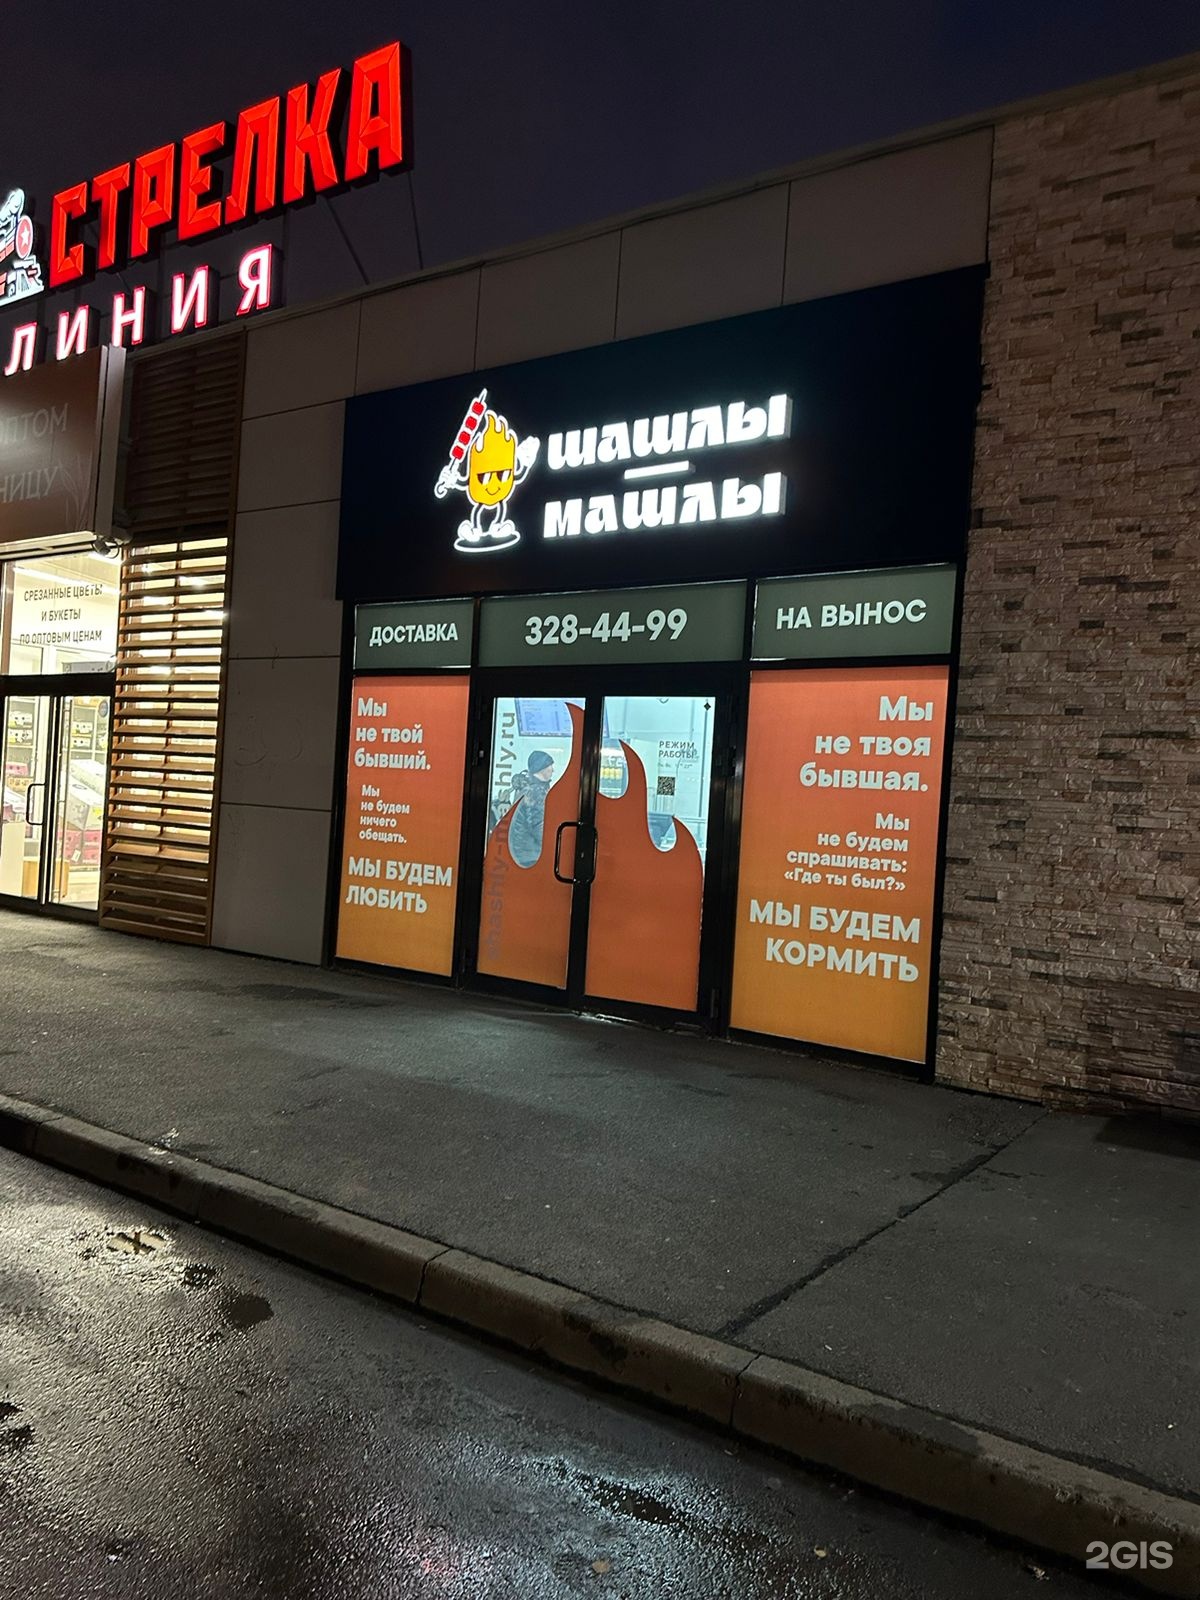 СТРЕЛКА
ЛИНИЯ
ОПТОМ
СРЕЗАННЫЕ ЦВЕТЫ
И БУКЕТЫ
ПО ОПТОВЫМ ЦЕНАМ
шашлы
—
машлы
ДОСТАВКА
328-44-99
НА ВЫНОС
Мы
не твой
бывший.
Мы
не будем
ничего
обещать.
МЫ БУДЕМ
ЛЮБИТЬ
РЕЖИМ
РАБОТЫ
Мы
не твоя
бывшая.
Мы
не будем
спрашивать:
«Где ты был?»
МЫ БУДЕМ
КОРМИТЬ
2GIS